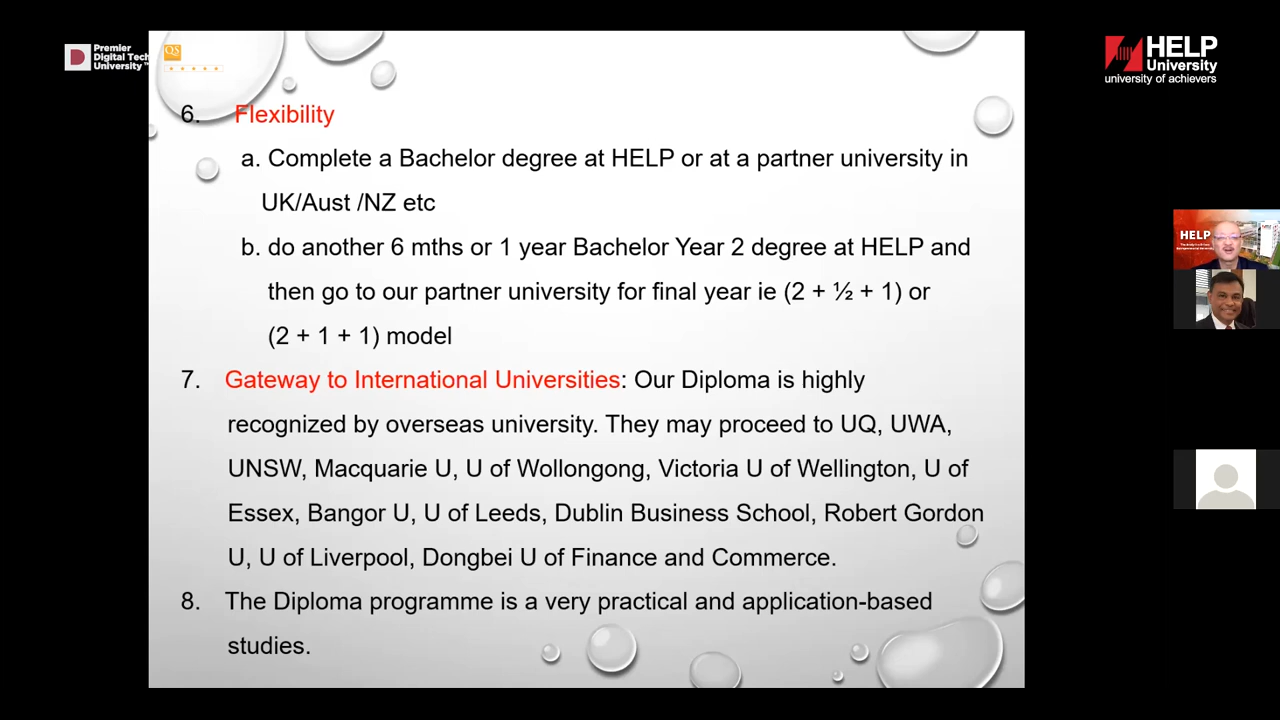 Premier
Digital Tech
University™
QS
HELP
University
university of achievers
6. Flexibility
a. Complete a Bachelor degree at HELP or at a partner university in
UK/Aust /NZ etc
b. do another 6 mths or 1 year Bachelor Year 2 degree at HELP and
then go to our partner university for final year ie (2 + ½ + 1) or
(2 + 1 + 1) model
7. Gateway to International Universities: Our Diploma is highly
recognized by overseas university. They may proceed to UQ, UWA,
UNSW, Macquarie U, U of Wollongong, Victoria U of Wellington, U of
Essex, Bangor U, U of Leeds, Dublin Business School, Robert Gordon
U, U of Liverpool, Dongbei U of Finance and Commerce.
8. The Diploma programme is a very practical and application-based
studies.
HELP